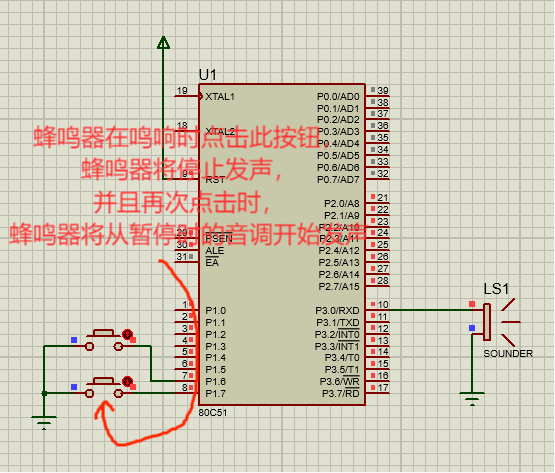 U1
19 XTAL1
18 XTAL2
9 RST
29 PSEN
30 ALE
31 EA
1 P1.0
2 P1.1
3 P1.2
4 P1.3
5 P1.4
6 P1.5
7 P1.6
8 P1.7
P0.0/AD0 39
P0.1/AD1 38
P0.2/AD2 37
P0.3/AD3 36
P0.4/AD4 35
P0.5/AD5 34
P0.6/AD6 33
P0.7/AD7 32
P2.0/A8 21
P2.1/A9 22
P2.2/A10 23
P2.3/A11 24
P2.4/A12 25
P2.5/A13 26
P2.6/A14 27
P2.7/A15 28
P3.0/RXD 10
P3.1/TXD 11
P3.2/INT0 12
P3.3/INT1 13
P3.4/T0 14
P3.5/T1 15
P3.6/WR 16
P3.7/RD 17
80C51
LS1
SOUNDER
蜂鸣器在鸣响时点击此按钮，
蜂鸣器将停止发声，
并且再次点击时，
蜂鸣器将从暂停时的音调开始发声